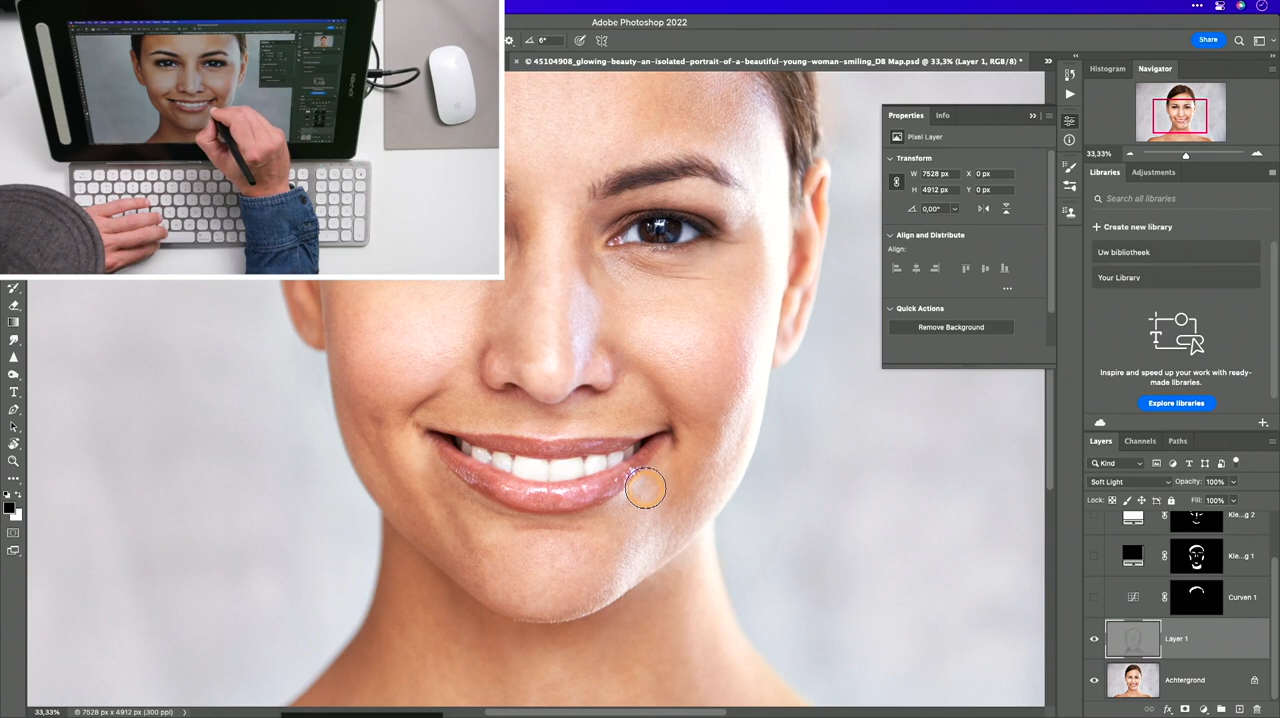 Adobe Photoshop 2022
6°
Share
× © 45104908_glowing-beauty-an-isolated-portrait-of-a-beautiful-young-woman-smiling_DB Map.psd @ 33,3% (Layer 1, RGB/8) *
Histogram Navigator
33,33%
Properties Info
Pixel Layer
Transform
W 7528 px X 0 px
H 4912 px Y 0 px
0,00°
Align and Distribute
Align:
Quick Actions
Remove Background
Libraries Adjustments
Search all libraries
+ Create new library
Uw bibliotheek
Your Library
Inspire and speed up your work with ready-
made libraries.
Explore libraries
Layers Channels Paths
Kind
Soft Light Opacity: 100%
Lock: Fill: 100%
Kle...g 2
Kle...g 1
Curven 1
Layer 1
Achtergrond
33,33% © 7528 px x 4912 px (300 ppi)